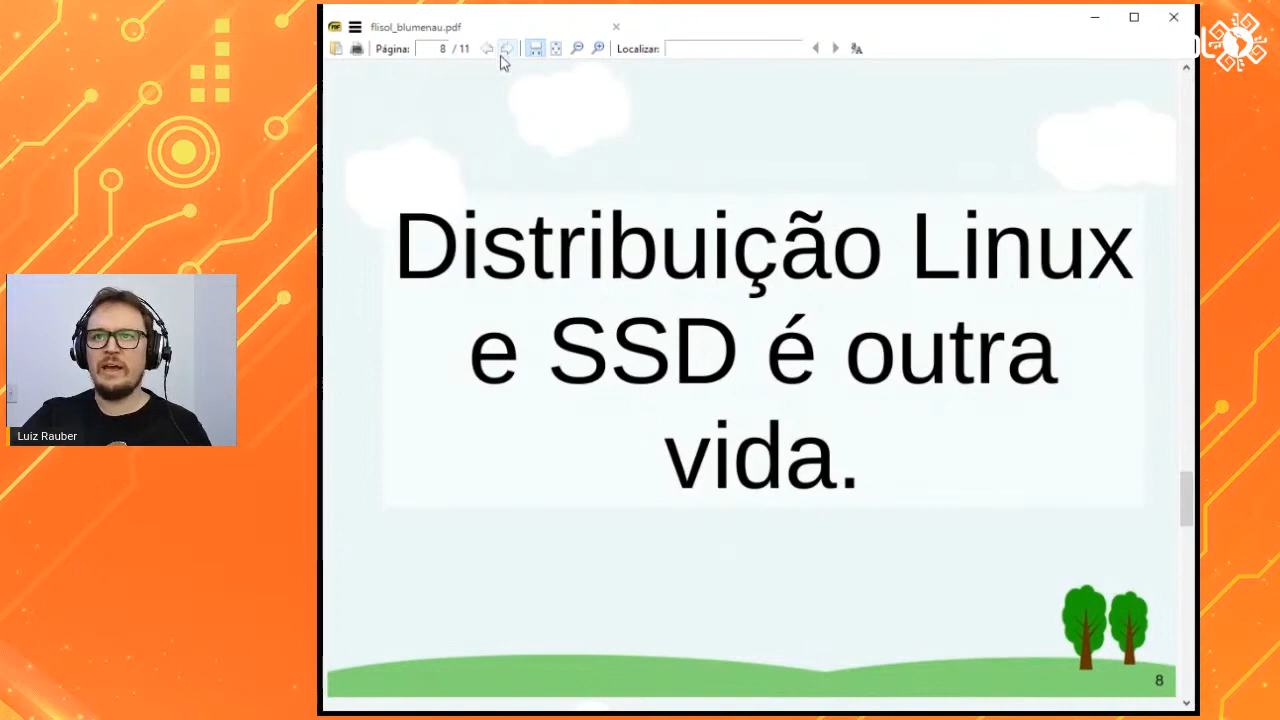 flisol_blumenau.pdf
Página: 8 / 11 Localizar:
Distribuição Linux
e SSD é outra
vida.
8
Luiz Rauber